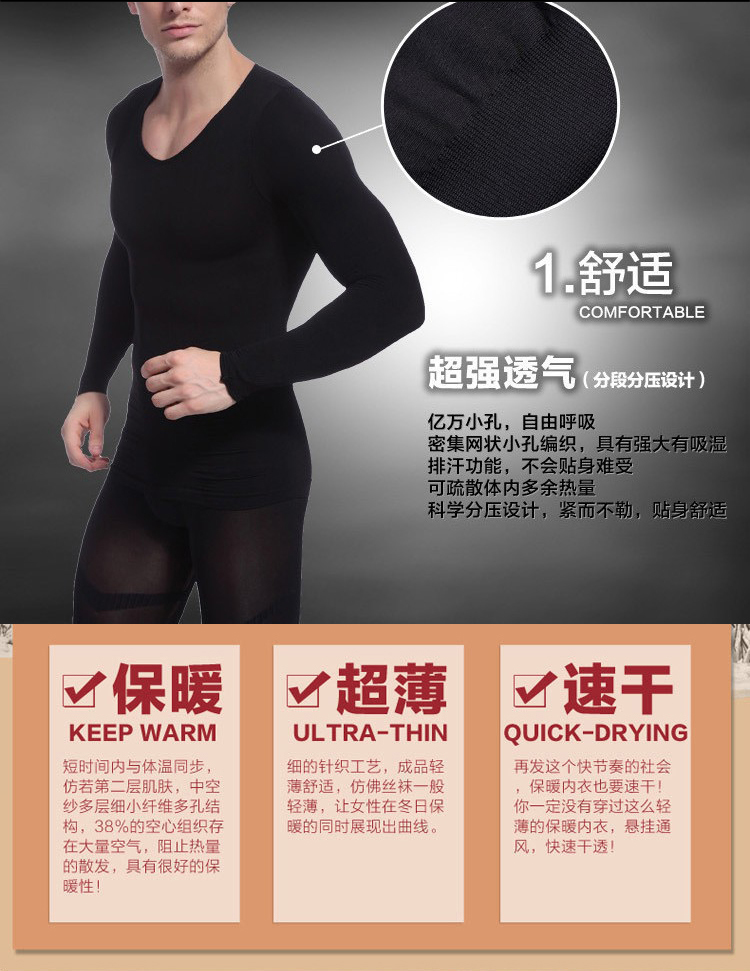 1.舒适
COMFORTABLE
超强透气（分段分压设计）
亿万小孔，自由呼吸
密集网状小孔编织，具有强大有吸湿
排汗功能，不会贴身难受
可疏散体内多余热量
科学分压设计，紧而不勒，贴身舒适
保暖
KEEP WARM
短时间内与体温同步，
仿若第二层肌肤，中空
纱多层细小纤维多孔结
构，38%的空心组织存
在大量空气，阻止热量
的散发，具有很好的保
暖性！
超薄
ULTRA-THIN
细的针织工艺，成品轻
薄舒适，仿佛丝袜一般
轻薄，让女性在冬日保
暖的同时展现出曲线。
速干
QUICK-DRYING
再发这个快节奏的社会
，保暖内衣也要速干！
你一定没有穿过这么轻
薄的保暖内衣，悬挂通
风，快速干透！